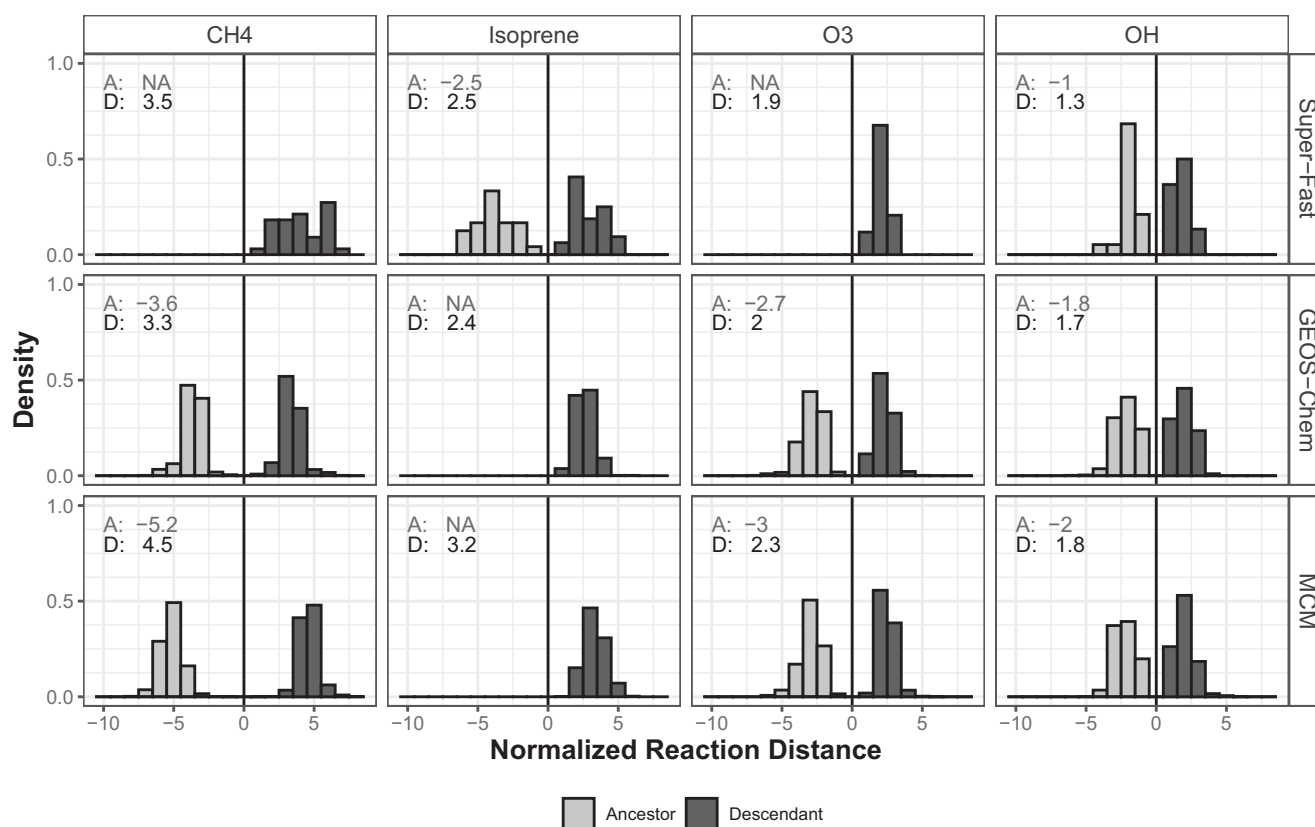 CH4 Isoprene O3 OH
A: NA A: −2.5 A: NA A: −1
D: 3.5 D: 2.5 D: 1.9 D: 1.3
Super−Fast
1.0
0.5
0.0
A: −3.6 A: NA A: −2.7 A: −1.8
D: 3.3 D: 2.4 D: 2 D: 1.7
GEOS−Chem
1.0
0.5
0.0
Density
A: −5.2 A: NA A: −3 A: −2
D: 4.5 D: 3.2 D: 2.3 D: 1.8
MCM
1.0
0.5
0.0
−10 −5 0 5 −10 −5 0 5 −10 −5 0 5 −10 −5 0 5
Normalized Reaction Distance
Ancestor Descendant